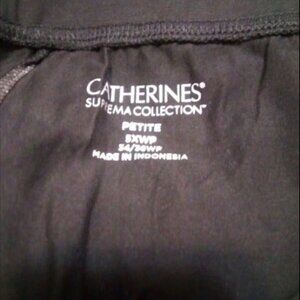 CATHERINES®
SUPREMA COLLECTION™
PETITE
5XWP
34/36WP
MADE IN INDONESIA